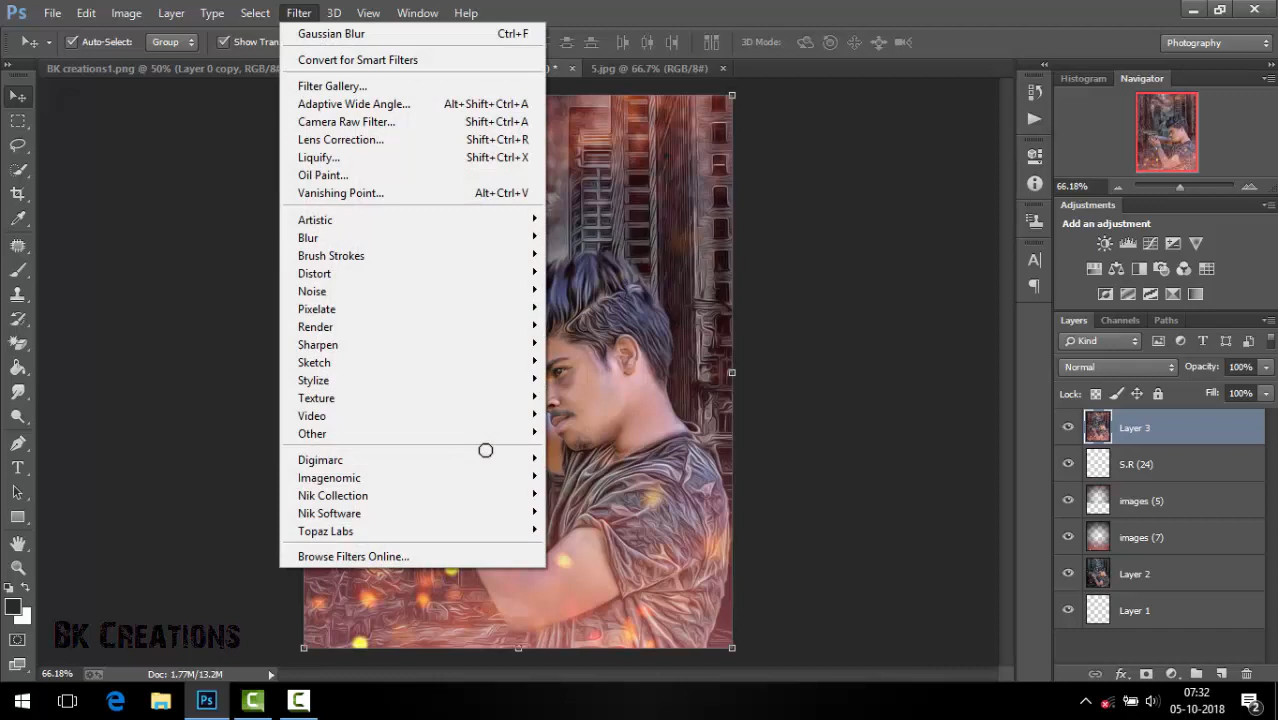 Ps File Edit Image Layer Type Select Filter 3D View Window Help
Auto-Select: Group Show Tran 3D Mode: Photography
BK creations1.png @ 50% (Layer 0 copy, RGB/8# * × 5.jpg @ 66.7% (RGB/8#) ×
Gaussian Blur Ctrl+F
Convert for Smart Filters
Filter Gallery...
Adaptive Wide Angle... Alt+Shift+Ctrl+A
Camera Raw Filter... Shift+Ctrl+A
Lens Correction... Shift+Ctrl+R
Liquify... Shift+Ctrl+X
Oil Paint...
Vanishing Point... Alt+Ctrl+V
Artistic
Blur
Brush Strokes
Distort
Noise
Pixelate
Render
Sharpen
Sketch
Stylize
Texture
Video
Other
Digimarc
Imagenomic
Nik Collection
Nik Software
Topaz Labs
Browse Filters Online...
Histogram Navigator
66.18%
Adjustments
Add an adjustment
Layers Channels Paths
Kind
Normal Opacity: 100%
Lock: Fill: 100%
Layer 3
S.R (24)
images (5)
images (7)
Layer 2
Layer 1
BK CREATIONS
66.18% Doc: 1.77M/13.2M
07:32
05-10-2018
2